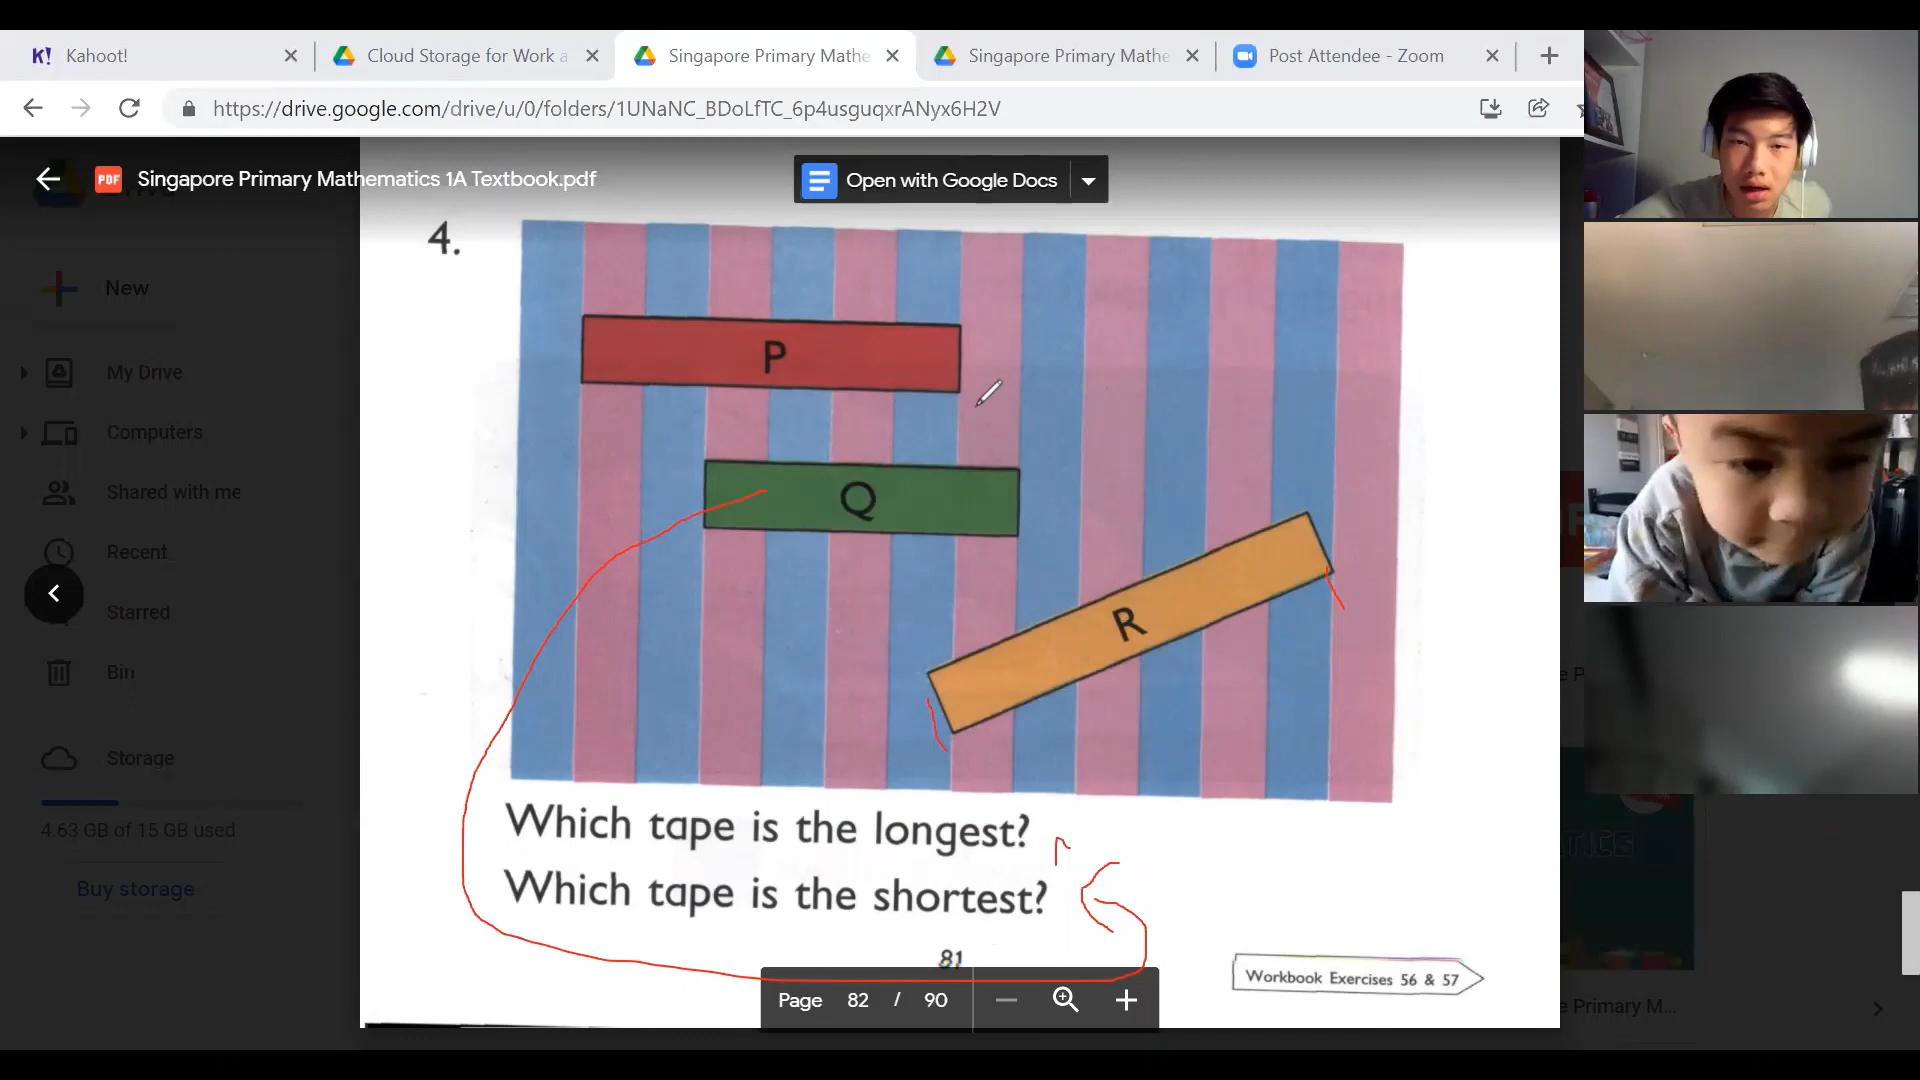 Kahoot!
Cloud Storage for Work a
Singapore Primary Mathe
Singapore Primary Mathe
Post Attendee - Zoom
https://drive.google.com/drive/u/0/folders/1UNaNC_BDoLfTC_6p4usguqxrANyx6H2V
PDF
Singapore Primary Mathematics 1A Textbook.pdf
Open with Google Docs
New
My Drive
Computers
Shared with me
Recent
Starred
Bin
Storage
4.63 GB of 15 GB used
Buy storage
4.
P
Q
R
Which tape is the longest?
r
Which tape is the shortest?
81
Workbook Exercises 56 & 57
Page 82 / 90
e Primary M...